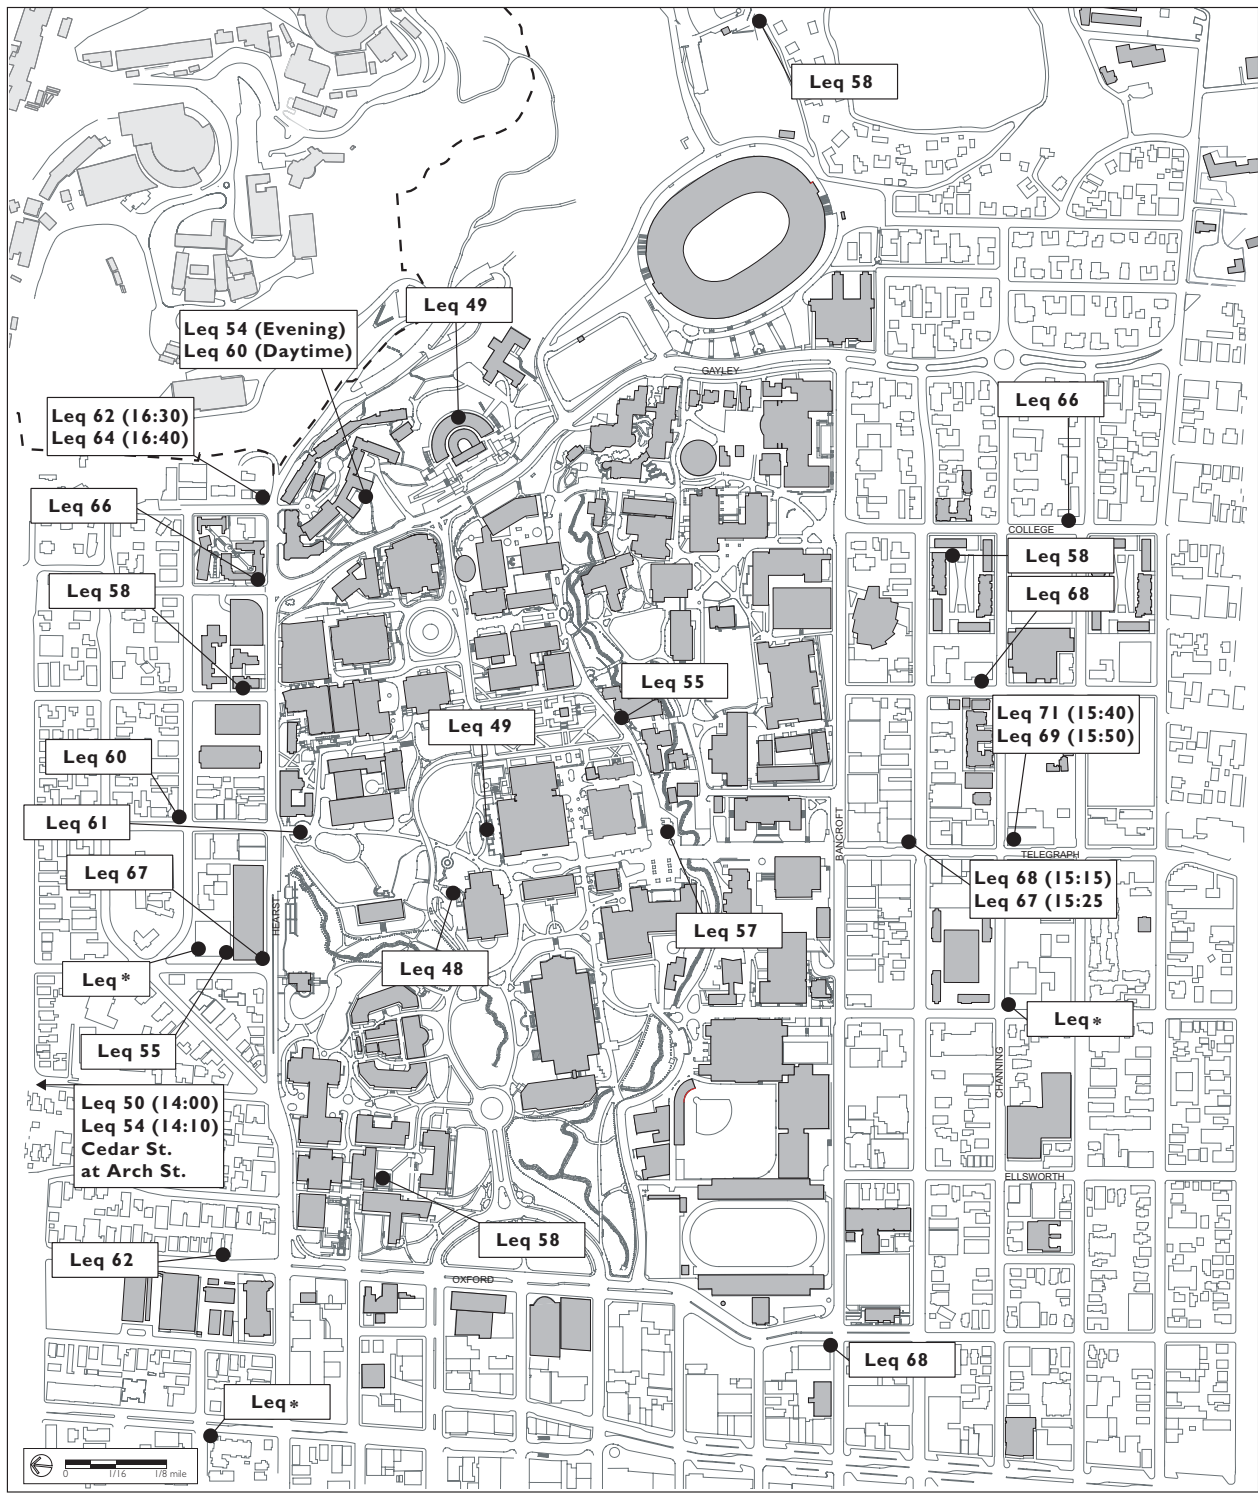 Leq 58
Leq 49
Leq 54 (Evening)
Leq 60 (Daytime)
GAYLEY
Leq 62 (16:30)
Leq 64 (16:40)
Leq 66
Leq 66
COLLEGE
Leq 58
Leq 58
Leq 68
Leq 55
Leq 49
Leq 71 (15:40)
Leq 69 (15:50)
Leq 60
Leq 61
BANCROFT
TELEGRAPH
Leq 67
Leq 68 (15:15)
Leq 67 (15:25
HEARST
Leq 57
Leq 48
Leq*
Leq*
Leq 55
CHANNING
Leq 50 (14:00)
Leq 54 (14:10)
Cedar St.
at Arch St.
ELLSWORTH
Leq 58
Leq 62
OXFORD
Leq 68
Leq*
0 1/16 1/8 mile